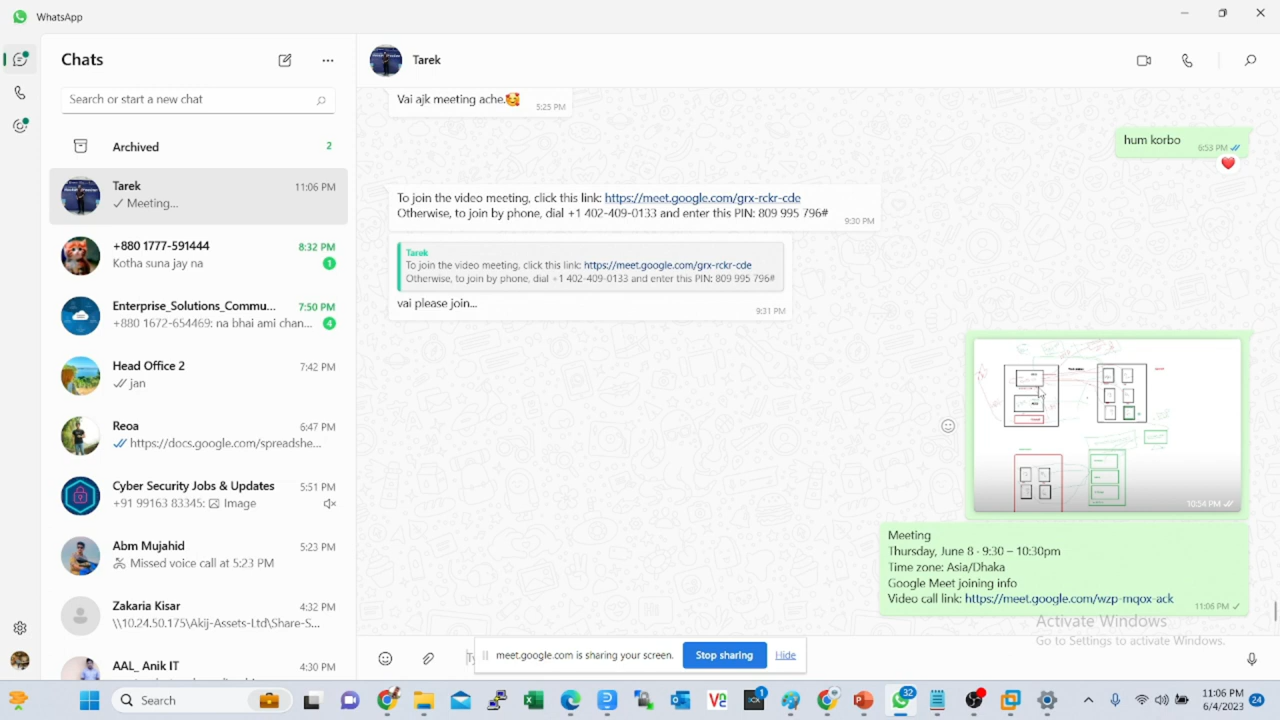 WhatsApp
Chats
Search or start a new chat
Archived
2
Tarek
11:06 PM
Meeting...
+880 1777-591444
8:32 PM
Kotha suna jay na
1
Enterprise_Solutions_Commu...
7:50 PM
+880 1672-654469: na bhai ami chan...
4
Head Office 2
7:42 PM
jan
Reoa
6:47 PM
https://docs.google.com/spreadshe...
Cyber Security Jobs & Updates
5:51 PM
+91 99163 83345: Image
Abm Mujahid
5:23 PM
Missed voice call at 5:23 PM
Zakaria Kisar
4:32 PM
\\10.24.50.175\Akij-Assets-Ltd\Share-S...
AAL_ Anik IT
4:30 PM
Tarek
Vai ajk meeting ache.🥰
5:25 PM
hum korbo
6:53 PM
To join the video meeting, click this link: https://meet.google.com/grx-rckr-cde
Otherwise, to join by phone, dial +1 402-409-0133 and enter this PIN: 809 995 796#
9:30 PM
Tarek
To join the video meeting, click this link: https://meet.google.com/grx-rckr-cde
Otherwise, to join by phone, dial +1 402-409-0133 and enter this PIN: 809 995 796#
vai please join...
9:31 PM
10:54 PM
Meeting
Thursday, June 8 · 9:30 – 10:30pm
Time zone: Asia/Dhaka
Google Meet joining info
Video call link: https://meet.google.com/wzp-mqox-ack
11:06 PM
Activate Windows
Go to Settings to activate Windows.
meet.google.com is sharing your screen.
Stop sharing
Hide
Search
1
32
11:06 PM
6/4/2023
24